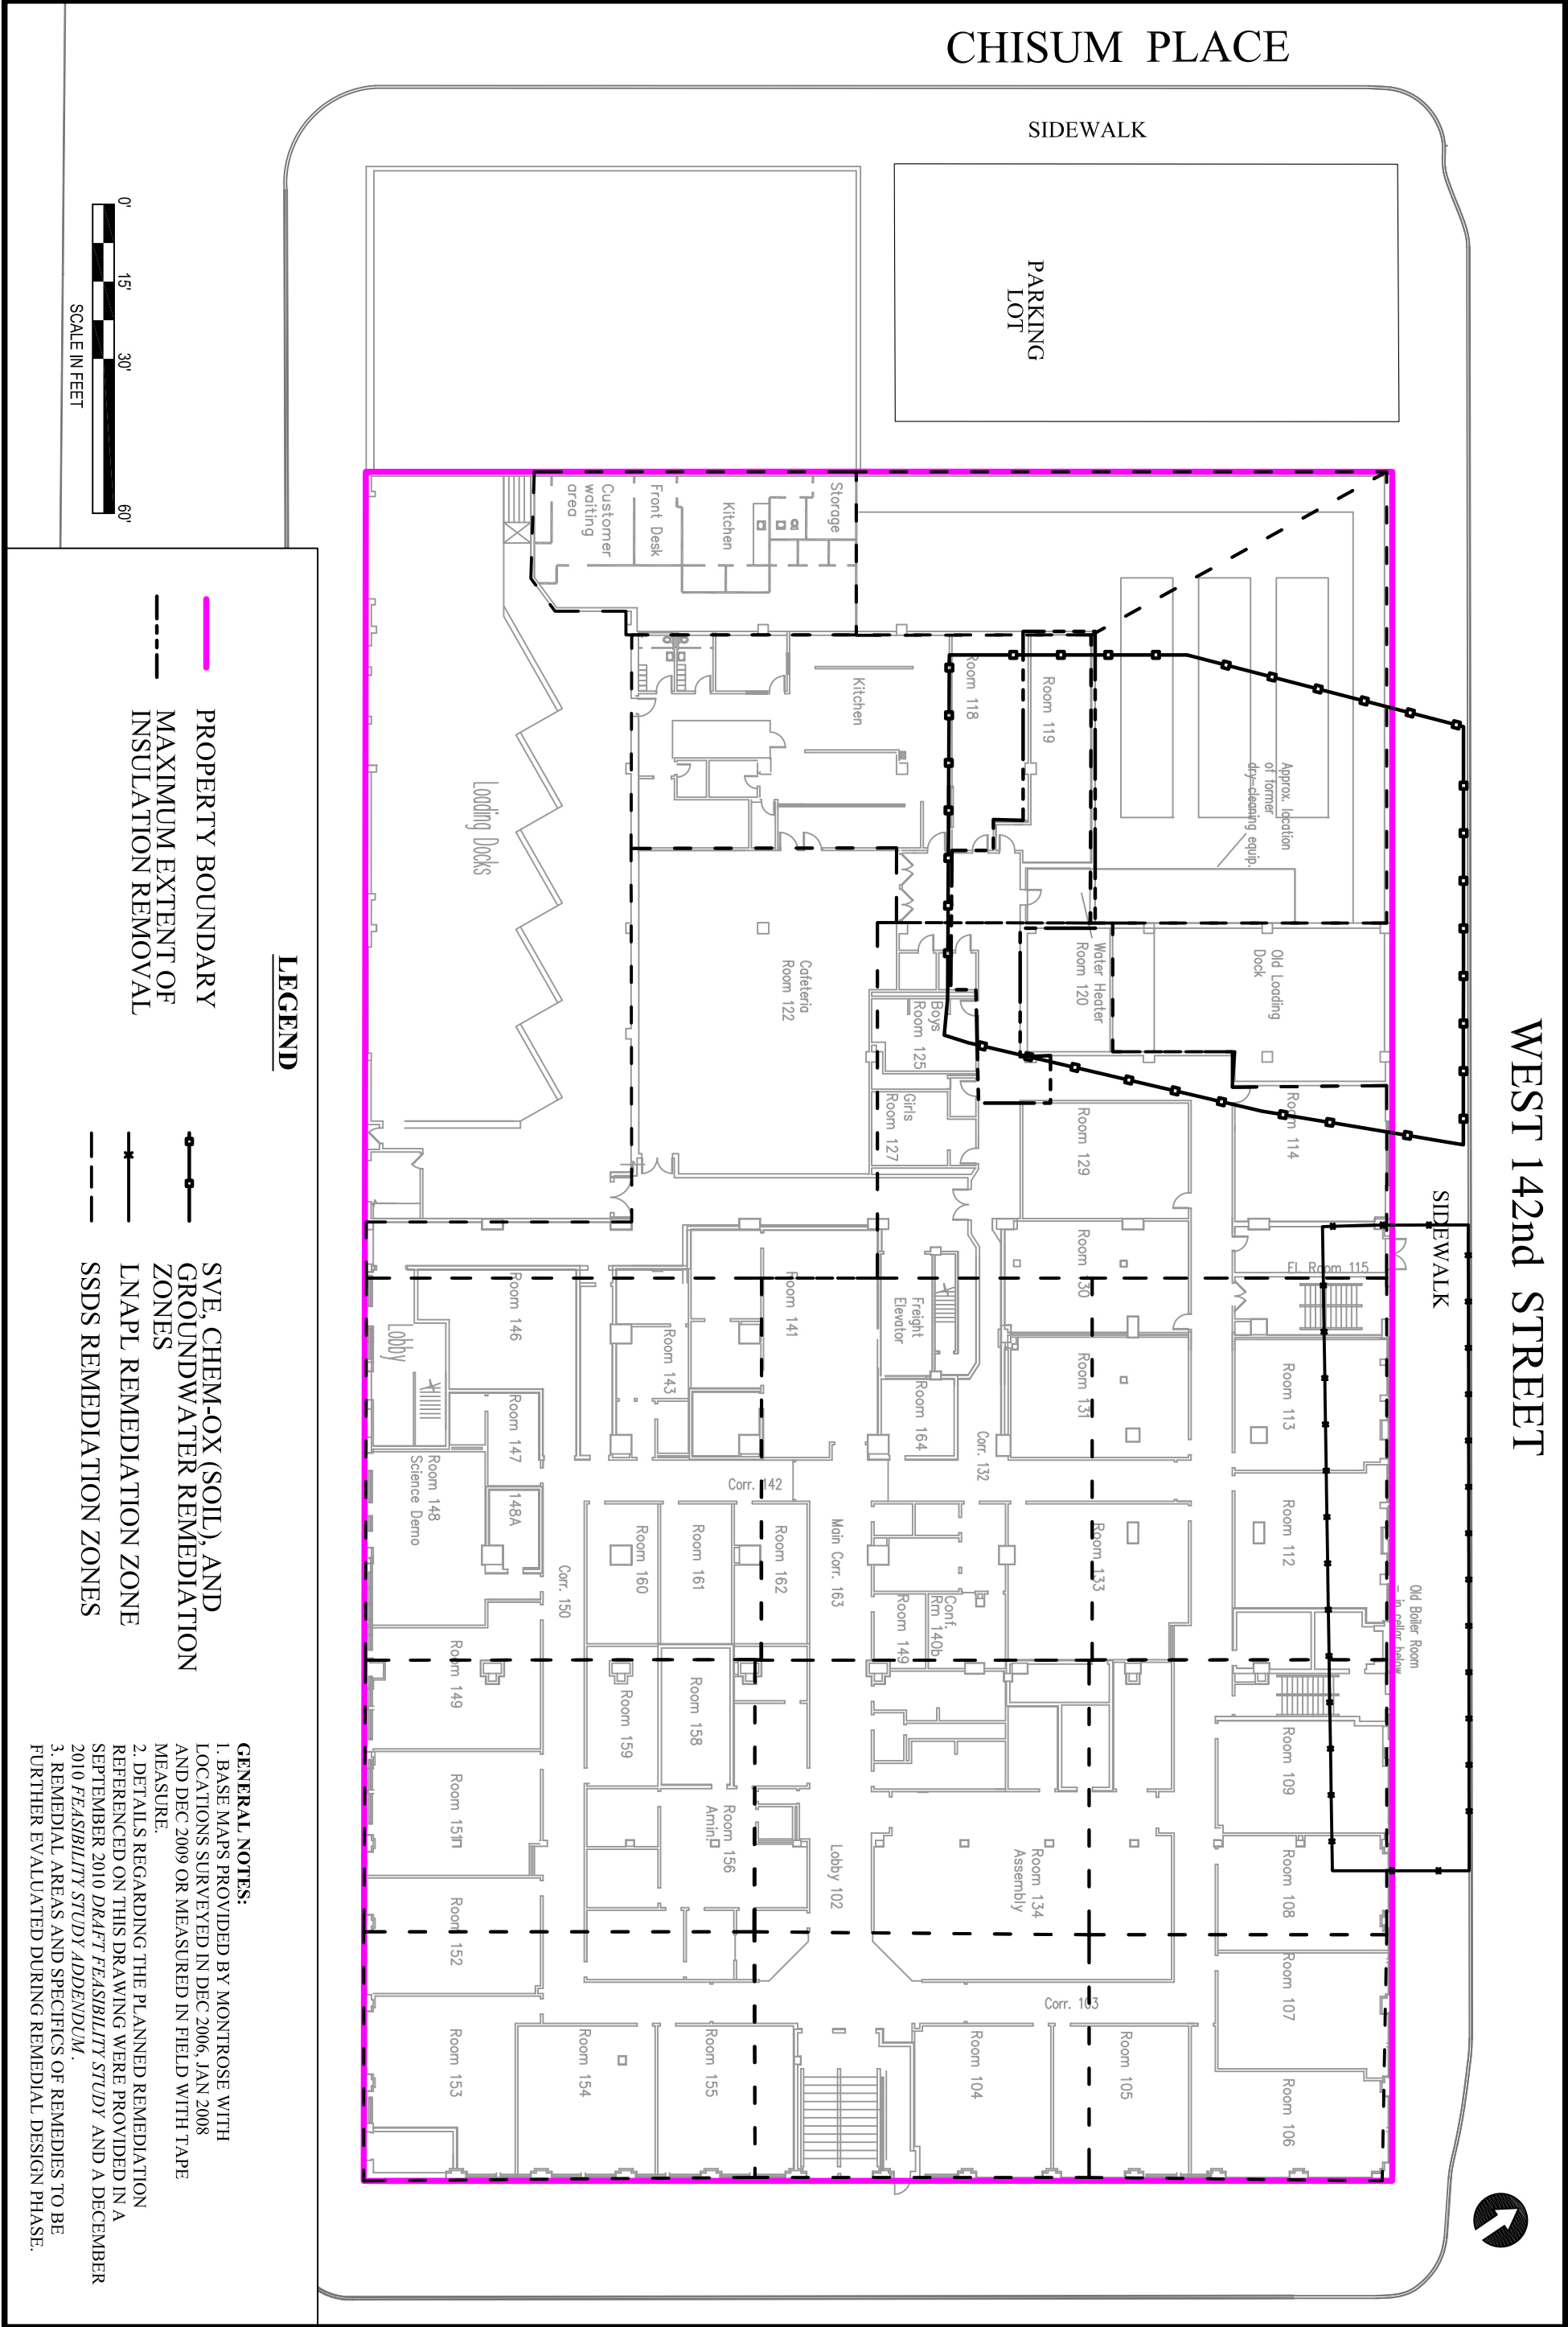 CHISUM PLACE
SIDEWALK
PARKING
LOT
WEST 142nd STREET
SIDEWALK
0'
15'
30'
60'
SCALE IN FEET
Storage
Kitchen
Front Desk
Customer
waiting
area
Loading Docks
Kitchen
Room 118
Room 119
Approx. location
of former
dry-cleaning equip.
Old Loading
Dock
Water Heater
Room 120
Cafeteria
Room 122
Boys
Room 125
Girls
Room 127
Room 129
Room 114
El. Room 115
Room 130
Room 131
Room 113
Room 112
Old Boiler Room
- in cellar below
Freight
Elevator
Room 164
Corr. 132
Room 141
Room 143
Room 146
Lobby
Room 147
148A
Room 148
Science Demo
Corr. 142
Main Corr. 163
Room 162
Room 161
Room 160
Corr. 150
Room 133
Conf.
Rm 140b
Room 149
Room 149
Room 159
Room 158
Room 109
Room 151
Room 156
Amin.
Lobby 102
Room 134
Assembly
Room 108
Room 152
Room 107
Corr. 103
Room 153
Room 154
Room 155
Room 104
Room 105
Room 106
LEGEND
PROPERTY BOUNDARY
MAXIMUM EXTENT OF
INSULATION REMOVAL
SVE, CHEM-OX (SOIL), AND
GROUNDWATER REMEDIATION
ZONES
LNAPL REMEDIATION ZONE
SSDS REMEDIATION ZONES
GENERAL NOTES:
1. BASE MAPS PROVIDED BY MONTROSE WITH
LOCATIONS SURVEYED IN DEC 2006, JAN 2008
AND DEC 2009 OR MEASURED IN FIELD WITH TAPE
MEASURE.
2. DETAILS REGARDING THE PLANNED REMEDIATION
REFERENCED ON THIS DRAWING WERE PROVIDED IN A
SEPTEMBER 2010 DRAFT FEASIBILITY STUDY AND A DECEMBER
2010 FEASIBILITY STUDY ADDENDUM.
3. REMEDIAL AREAS AND SPECIFICS OF REMEDIES TO BE
FURTHER EVALUATED DURING REMEDIAL DESIGN PHASE.